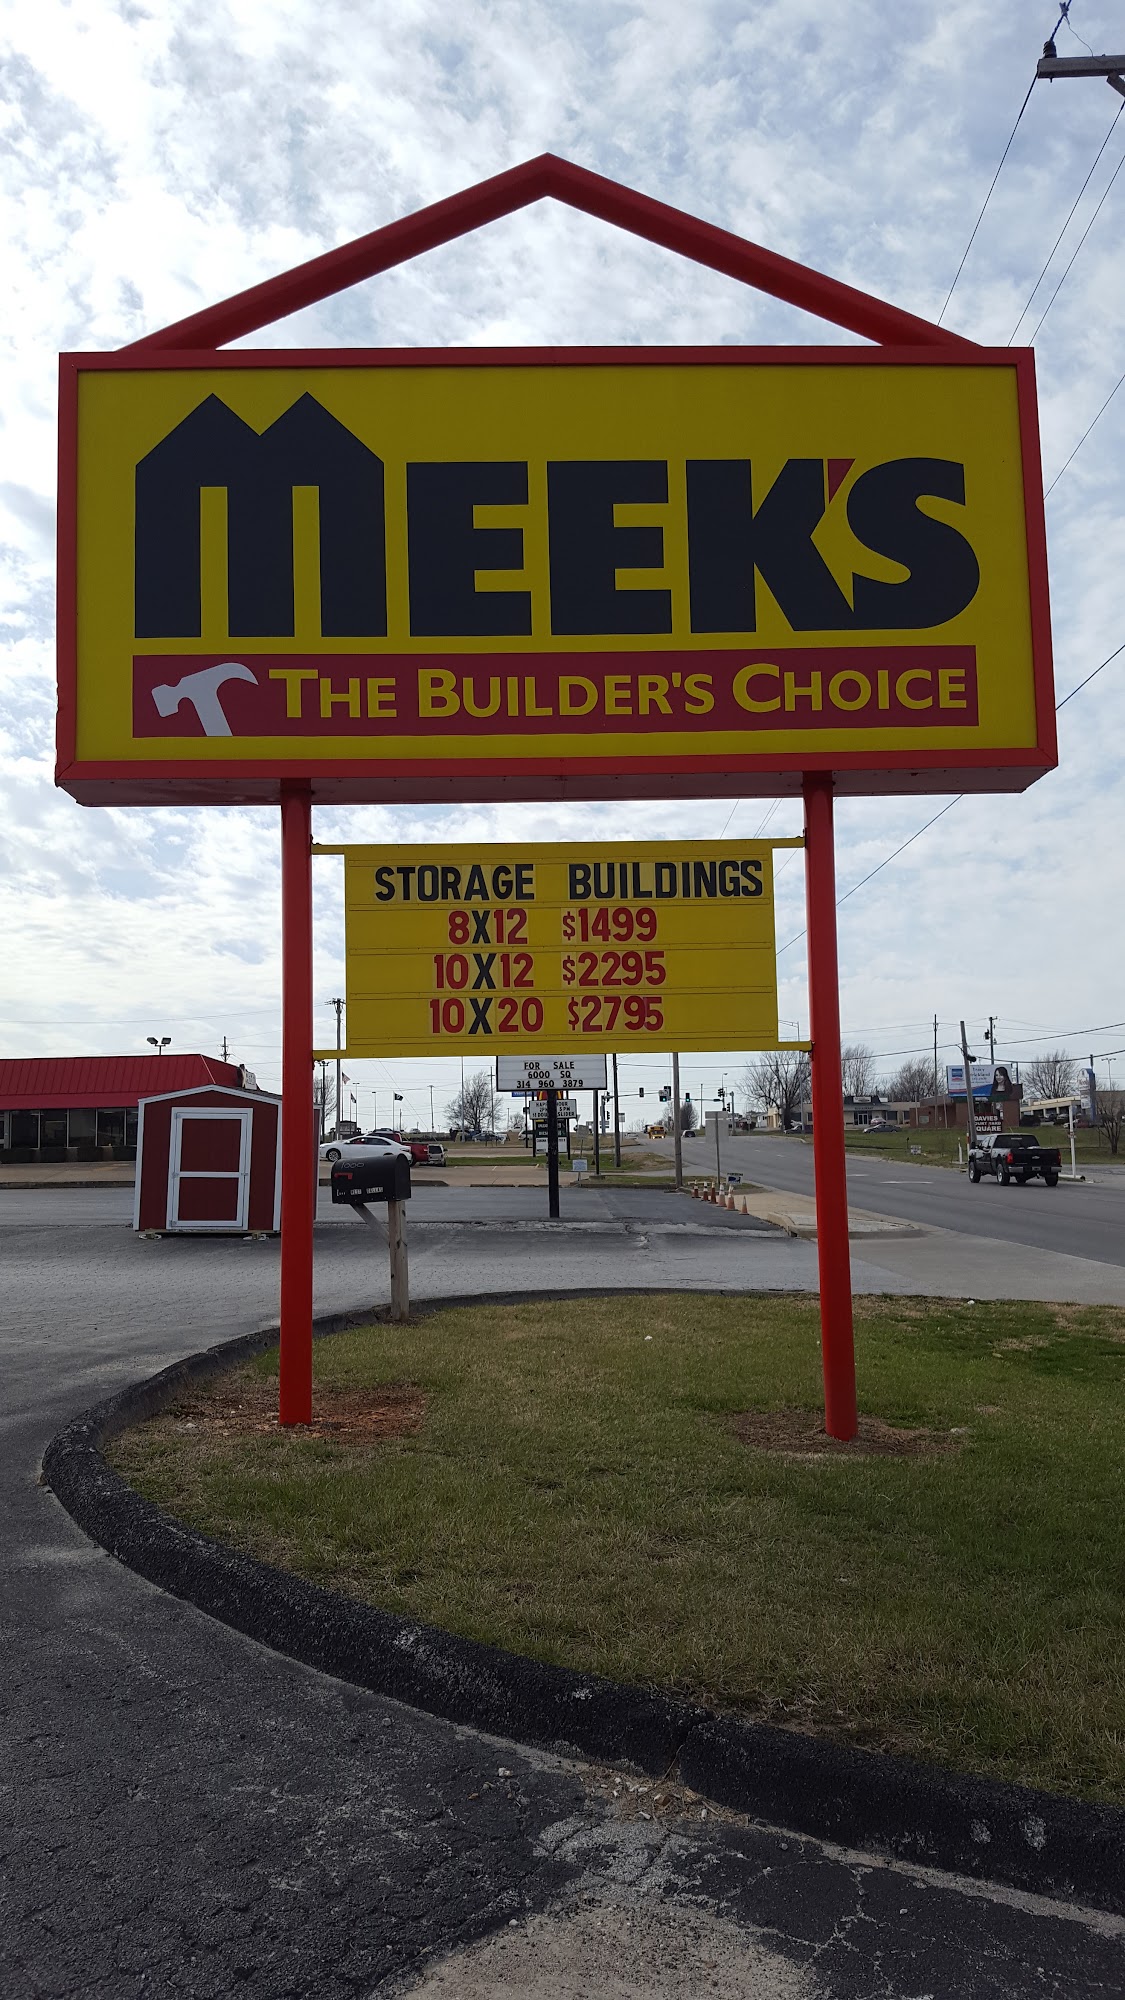 MEEK'S
THE BUILDER'S CHOICE
STORAGE BUILDINGS
8X12 $1499
10X12 $2295
10X20 $2795
FOR SALE
6000 SQ
314 960 3879